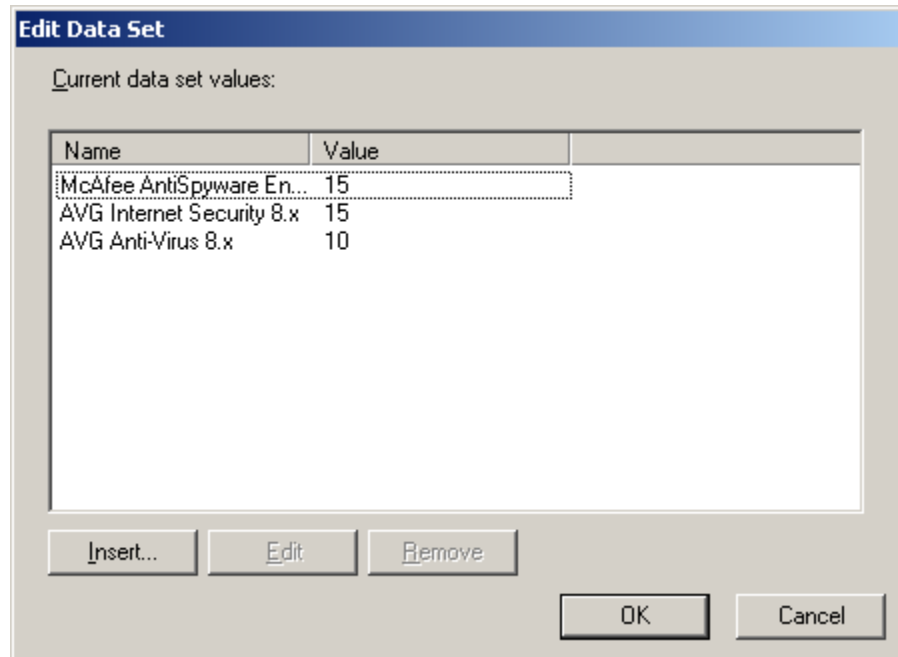 Edit Data Set
Current data set values:
Name Value
McAfee AntiSpyware En... 15
AVG Internet Security 8.x 15
AVG Anti-Virus 8.x 10
Insert... Edit Remove
OK Cancel